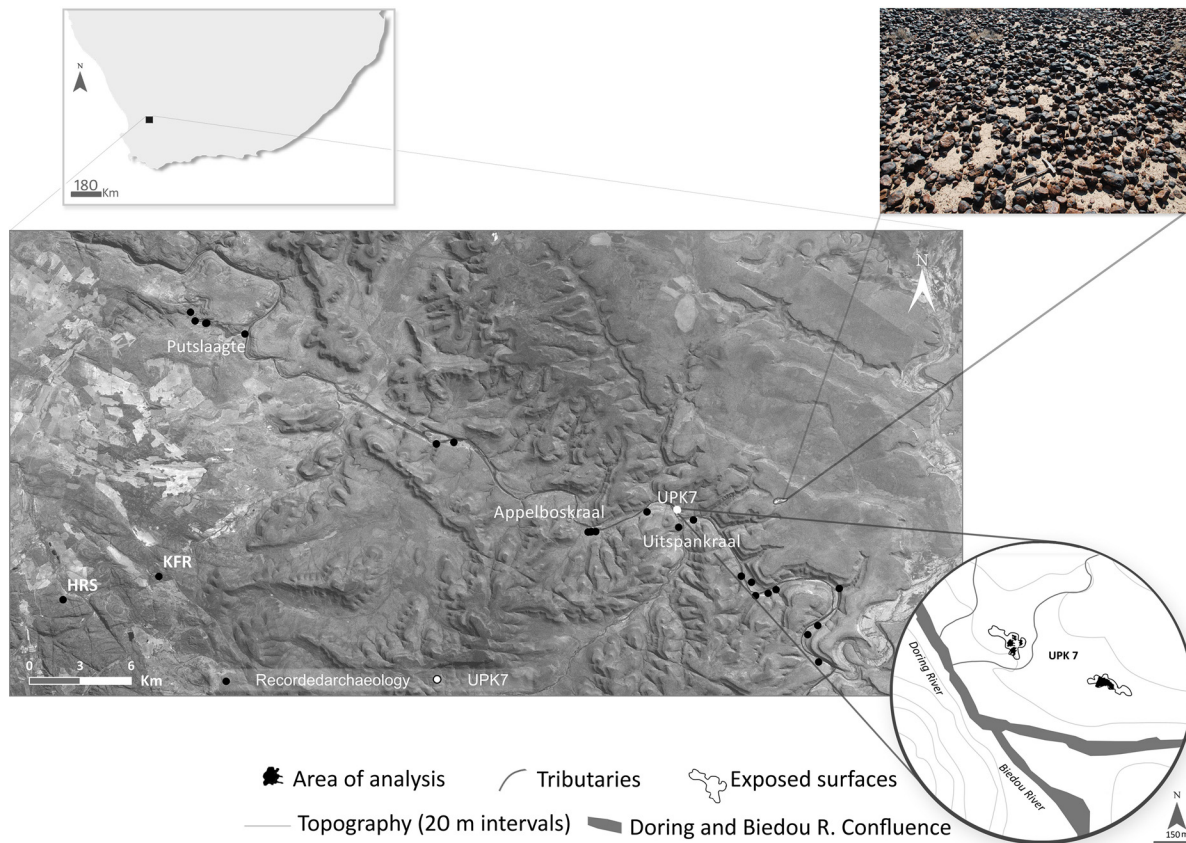 N
180 Km
N
Putslaagte
UPK7
Appelboskraal
Uitspankraal
KFR
HRS
0 3 6
Km
Recordedarchaeology
UPK7
UPK 7
Doring River
Biedou River
N
150 m
Area of analysis
Tributaries
Exposed surfaces
Topography (20 m intervals)
Doring and Biedou R. Confluence